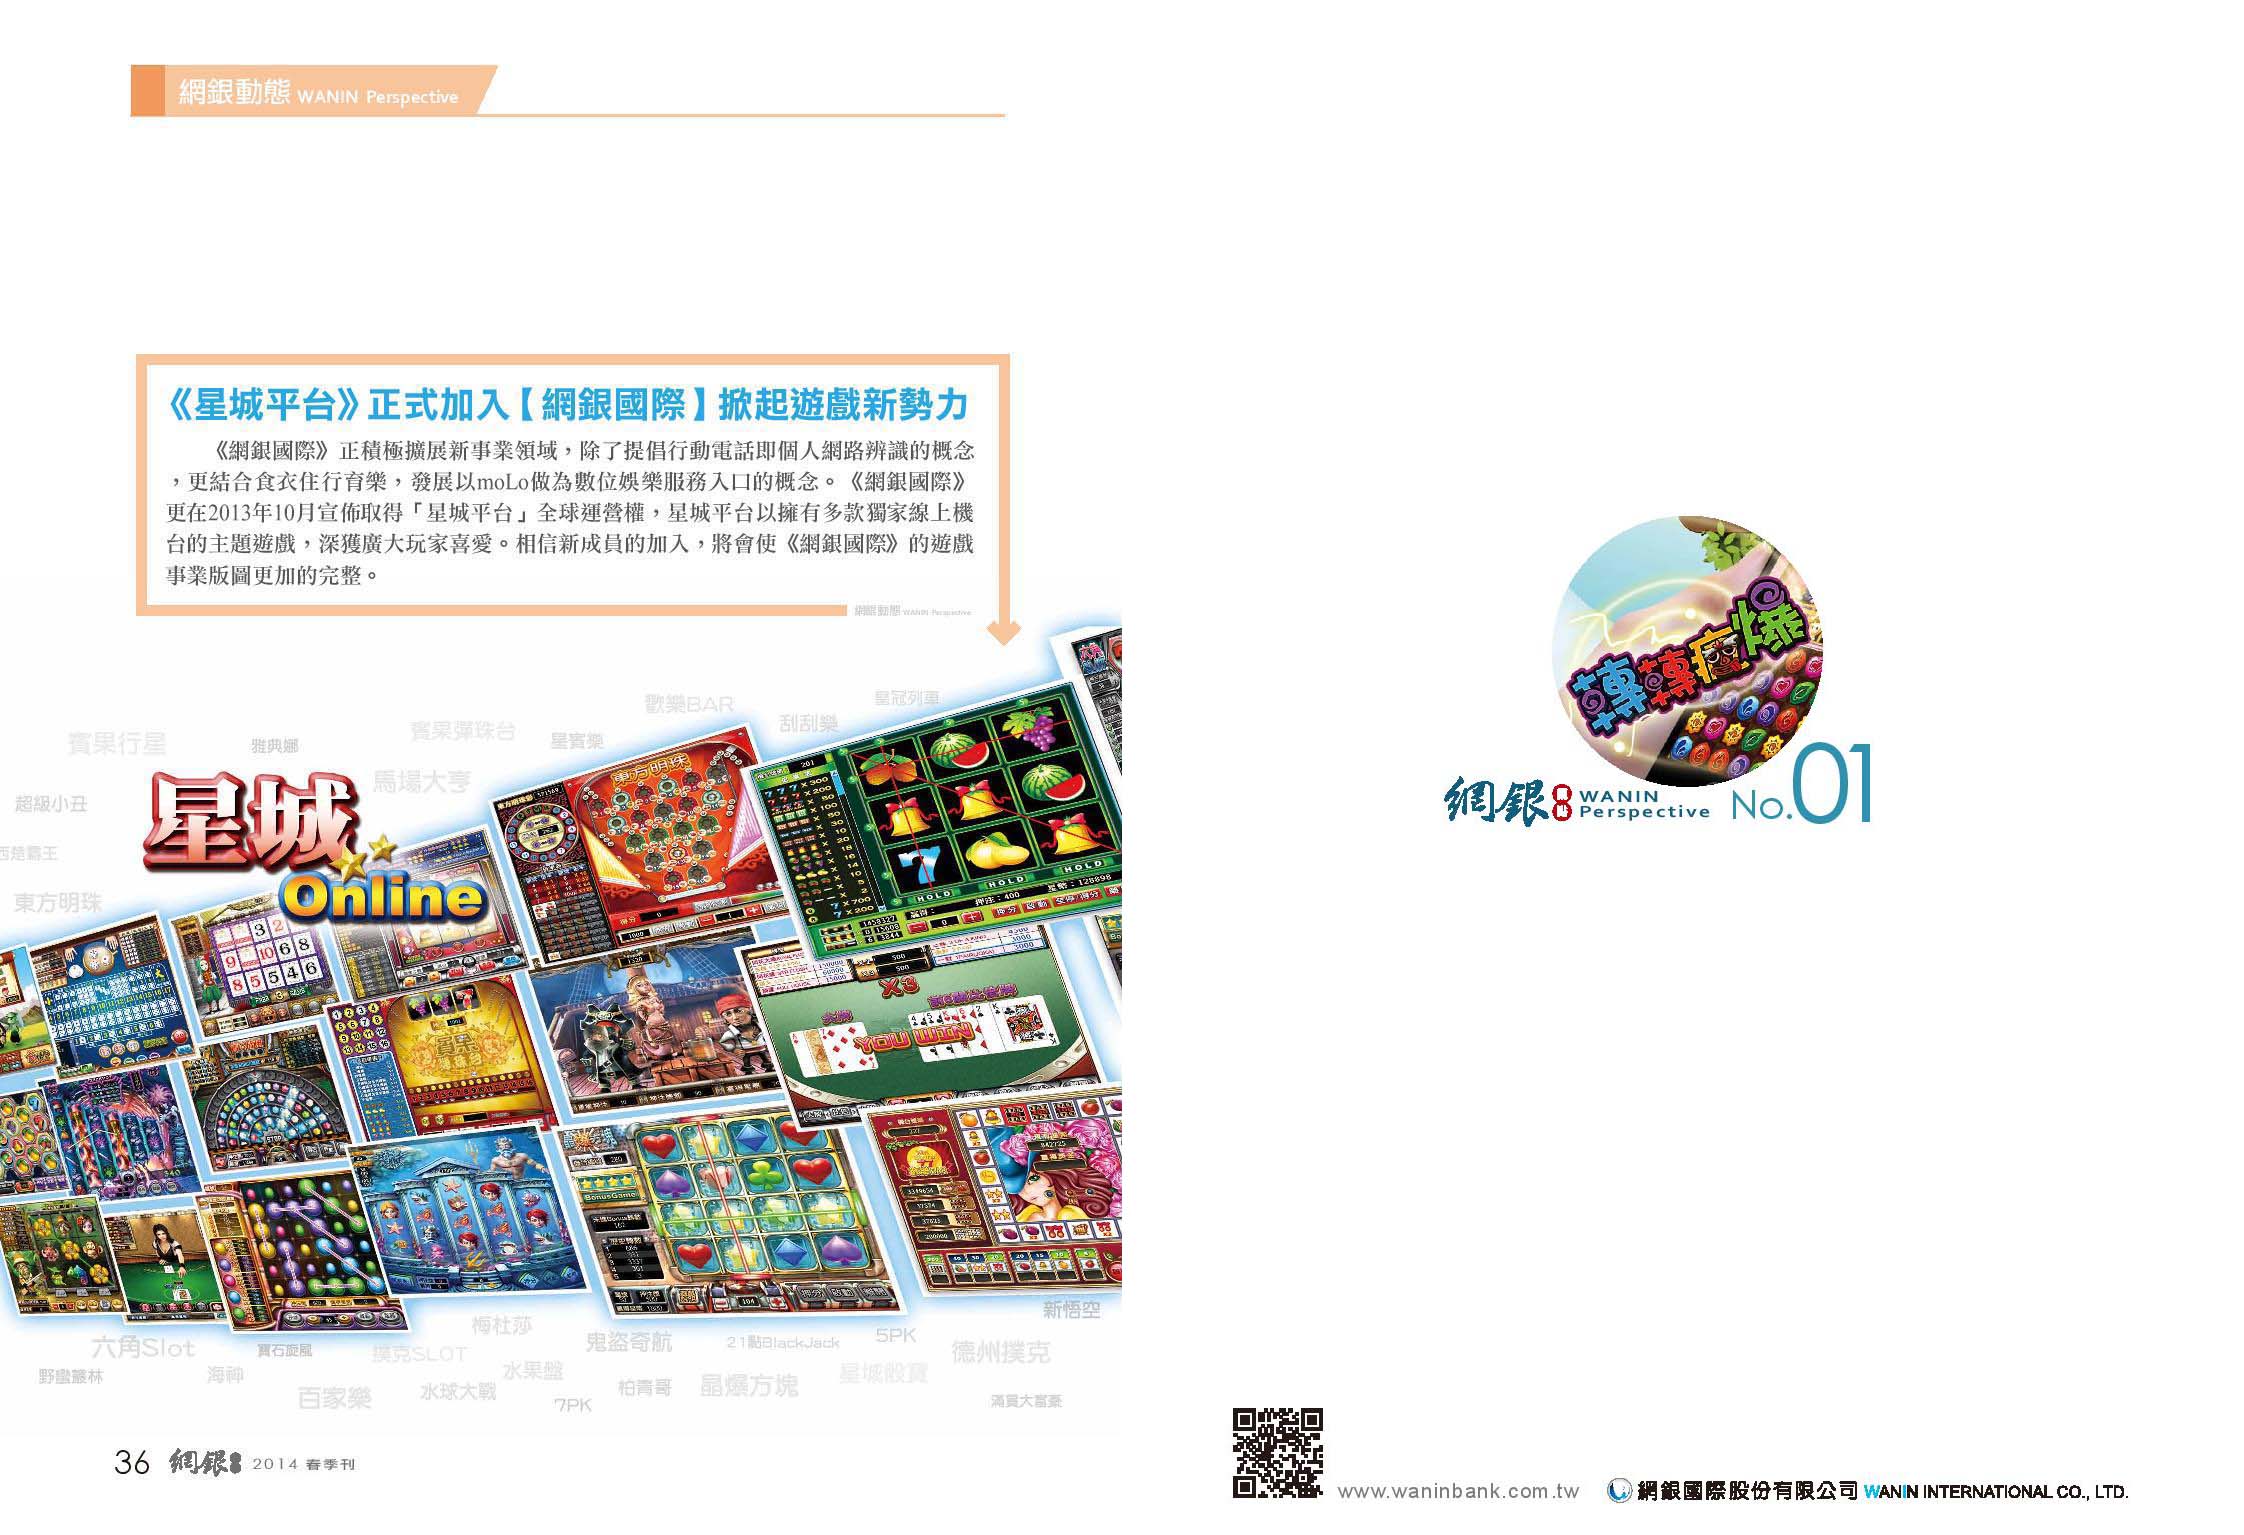 網銀動態 WANIN Perspective
《星城平台》正式加入【網銀國際】掀起遊戲新勢力
《網銀國際》正積極擴展新事業領域，除了提倡行動電話即個人網路辨識的概念
，更結合食衣住行育樂，發展以moLo做為數位娛樂服務入口的概念。《網銀國際》
更在2013年10月宣佈取得「星城平台」全球運營權，星城平台以擁有多款獨家線上機
台的主題遊戲，深獲廣大玩家喜愛。相信新成員的加入，將會使《網銀國際》的遊戲
事業版圖更加的完整。
網銀動態 WANIN Perspective
歡樂BAR
皇冠列車
賓果行星
雅典娜
賓果彈珠台
星賓樂
刮刮樂
超級小丑
馬場大亨
西楚霸王
東方明珠
星城
Online
東方明珠
201
HOLD
HOLD
HOLD
押注：400
星幣：128898
X3
YOU WIN
BonusGame
新悟空
六角Slot
寶石旋風
撲克SLOT
梅杜莎
鬼盜奇航
21點BlackJack
5PK
德州撲克
野蠻叢林
海神
百家樂
水球大戰
水果盤
7PK
柏青哥
晶爆方塊
星城骰寶
滿貫大富豪
36 網銀 2014 春季刊
轉轉瘋爆
網銀 WANIN Perspective No.01
www.waninbank.com.tw
網銀國際股份有限公司 WANIN INTERNATIONAL CO., LTD.